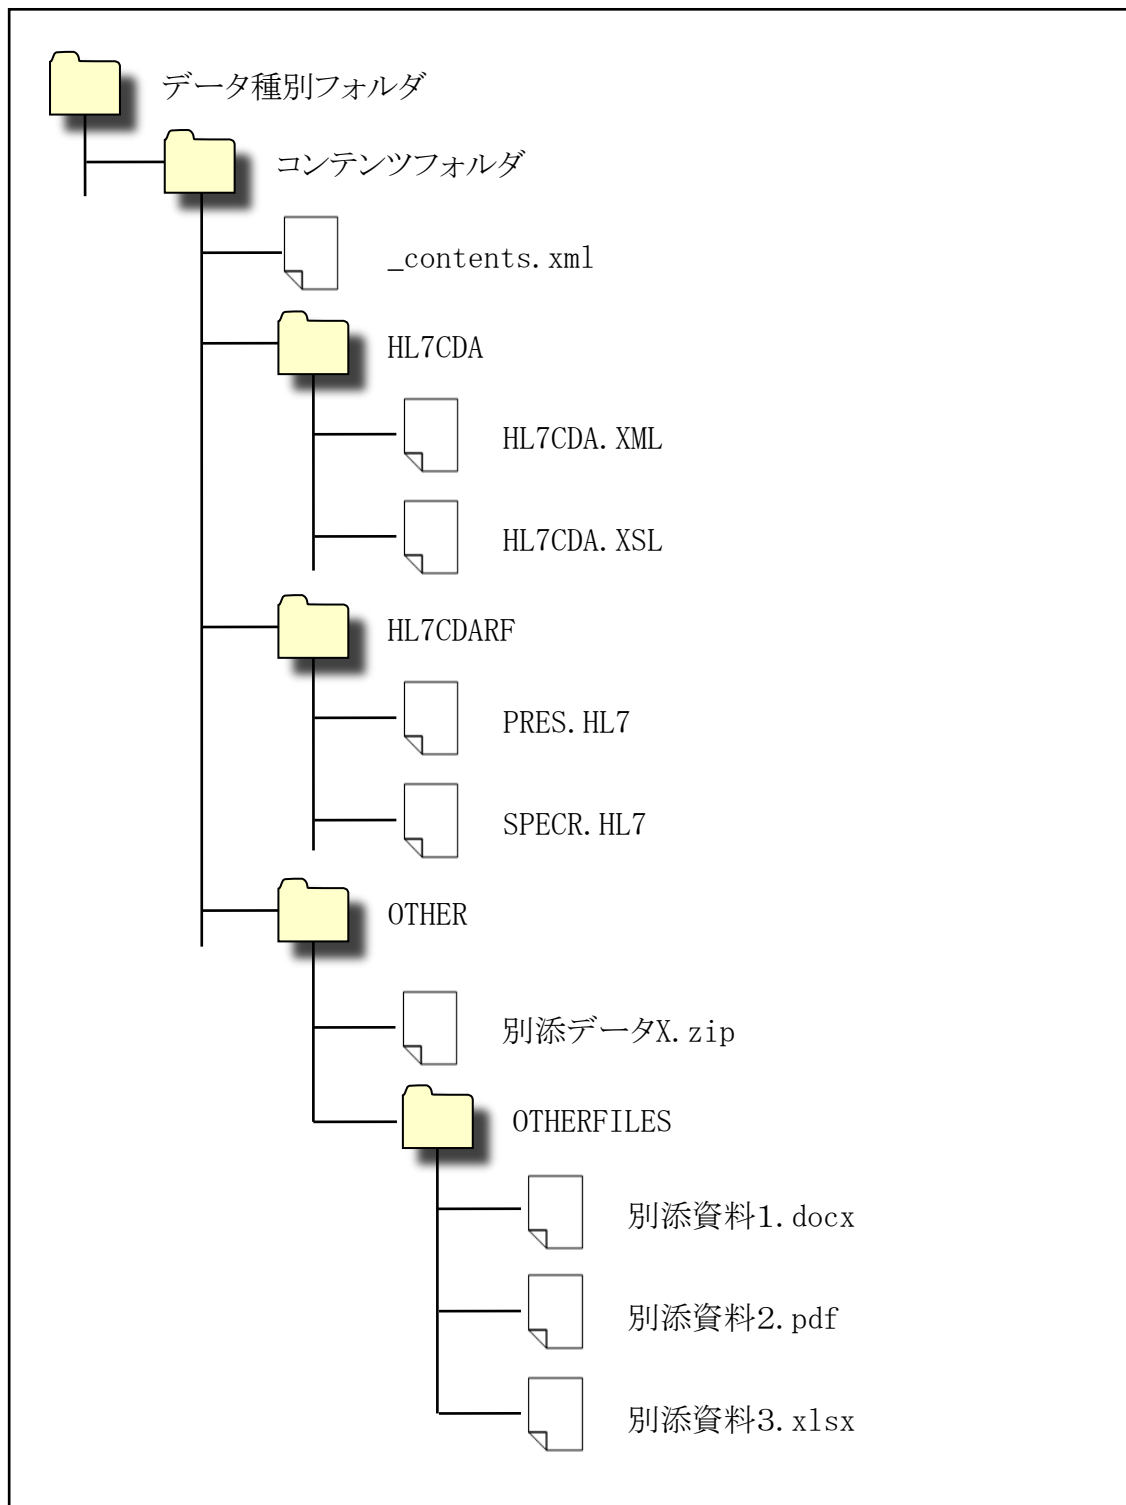 データ種別フォルダ
コンテンツフォルダ
_contents.xml
HL7CDA
HL7CDA.XML
HL7CDA.XSL
HL7CDARF
PRES.HL7
SPECR.HL7
OTHER
別添データX.zip
OTHERFILES
別添資料1.docx
別添資料2.pdf
別添資料3.xlsx